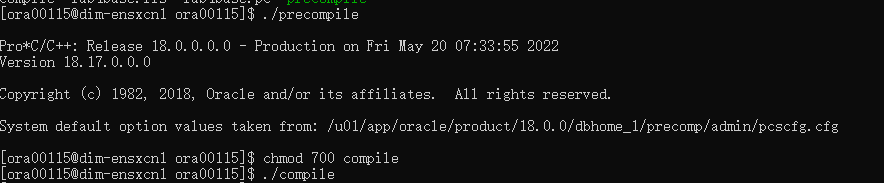 [ora00115@dim-ensxcn1 ora00115]$ ./precompile
Pro*C/C++: Release 18.0.0.0.0 - Production on Fri May 20 07:33:55 2022
Version 18.17.0.0.0
Copyright (c) 1982, 2018, Oracle and/or its affiliates.  All rights reserved.
System default option values taken from: /u01/app/oracle/product/18.0.0/dbhome_1/precomp/admin/pcscfg.cfg
[ora00115@dim-ensxcn1 ora00115]$ chmod 700 compile
[ora00115@dim-ensxcn1 ora00115]$ ./compile